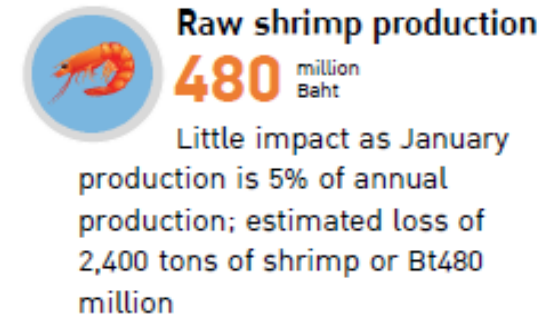 Raw shrimp production
480 million
Baht
Little impact as January
production is 5% of annual
production; estimated loss of
2,400 tons of shrimp or Bt480
million